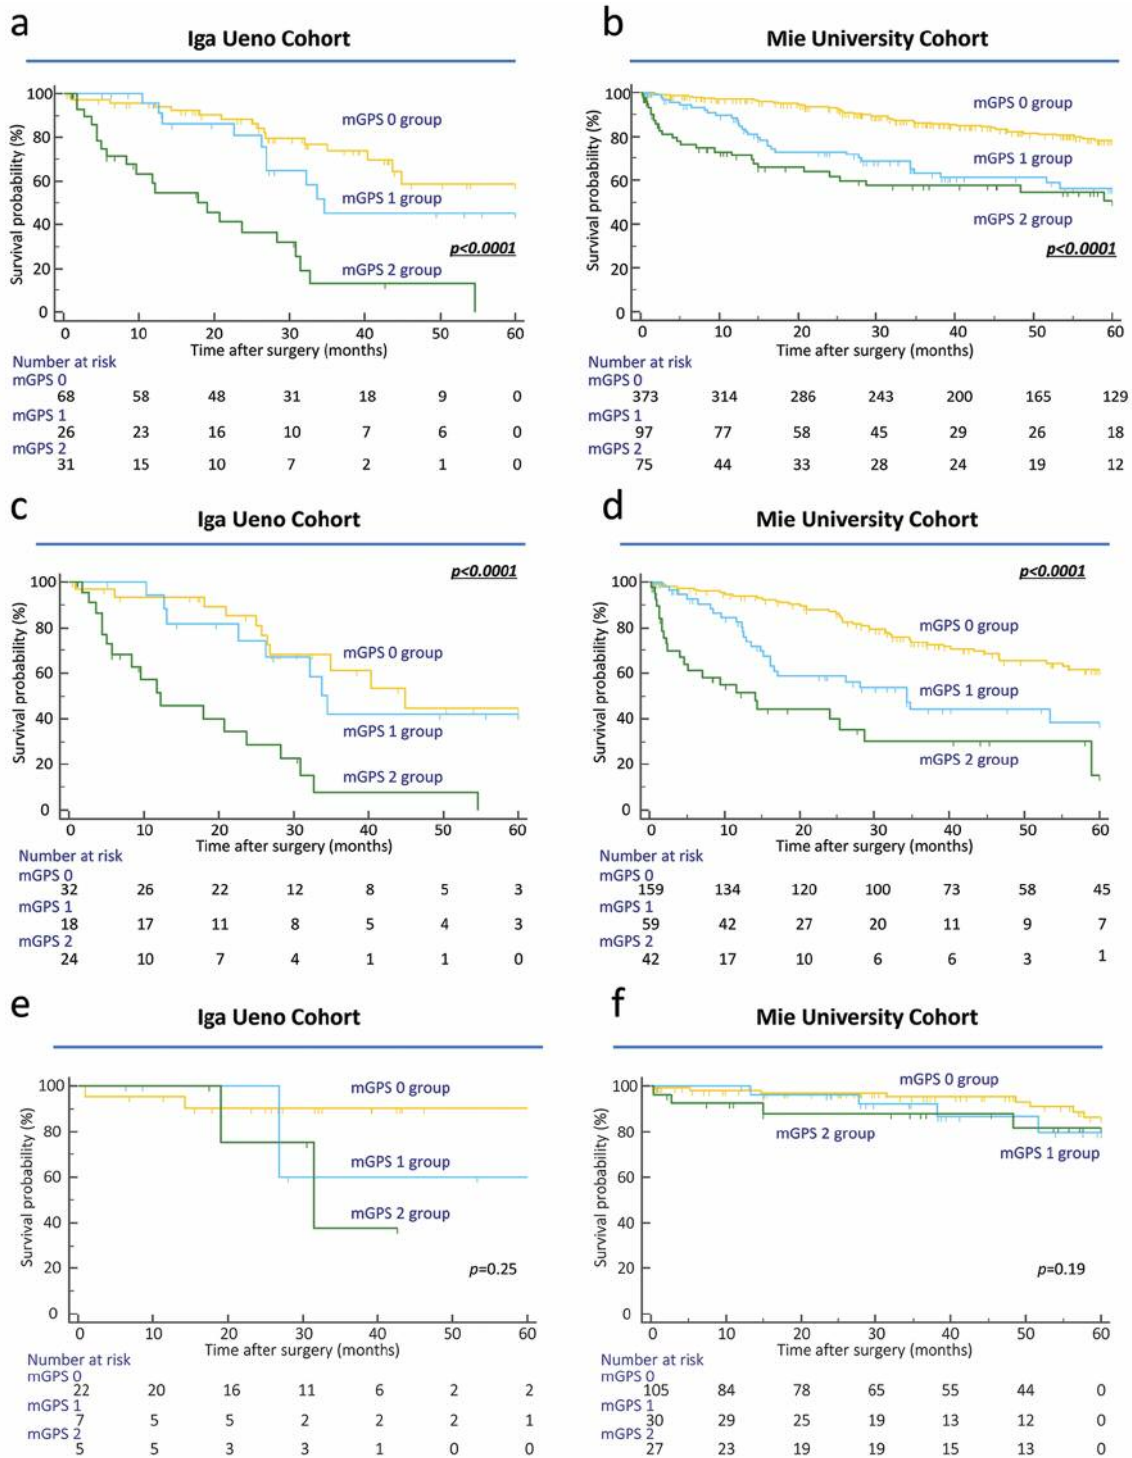 a
Iga Ueno Cohort
100
80
60
40
20
0
Survival probability (%)
mGPS 0 group
mGPS 1 group
mGPS 2 group
p<0.0001
0 10 20 30 40 50 60
Time after surgery (months)
Number at risk
mGPS 0
68 58 48 31 18 9 0
mGPS 1
26 23 16 10 7 6 0
mGPS 2
31 15 10 7 2 1 0
b
Mie University Cohort
100
80
60
40
20
0
Survival probability (%)
mGPS 0 group
mGPS 1 group
mGPS 2 group
p<0.0001
0 10 20 30 40 50 60
Time after surgery (months)
Number at risk
mGPS 0
373 314 286 243 200 165 129
mGPS 1
97 77 58 45 29 26 18
mGPS 2
75 44 33 28 24 19 12
c
Iga Ueno Cohort
p<0.0001
100
80
60
40
20
0
Survival probability (%)
mGPS 0 group
mGPS 1 group
mGPS 2 group
0 10 20 30 40 50 60
Time after surgery (months)
Number at risk
mGPS 0
32 26 22 12 8 5 3
mGPS 1
18 17 11 8 5 4 3
mGPS 2
24 10 7 4 1 1 0
d
Mie University Cohort
p<0.0001
100
80
60
40
20
0
Survival probability (%)
mGPS 0 group
mGPS 1 group
mGPS 2 group
0 10 20 30 40 50 60
Time after surgery (months)
Number at risk
mGPS 0
159 134 120 100 73 58 45
mGPS 1
59 42 27 20 11 9 7
mGPS 2
42 17 10 6 6 3 1
e
Iga Ueno Cohort
100
80
60
40
20
0
Survival probability (%)
mGPS 0 group
mGPS 1 group
mGPS 2 group
p=0.25
0 10 20 30 40 50 60
Time after surgery (months)
Number at risk
mGPS 0
22 20 16 11 6 2 2
mGPS 1
7 5 5 2 2 2 1
mGPS 2
5 5 3 3 1 0 0
f
Mie University Cohort
100
80
60
40
20
0
Survival probability (%)
mGPS 0 group
mGPS 2 group
mGPS 1 group
p=0.19
0 10 20 30 40 50 60
Time after surgery (months)
Number at risk
mGPS 0
105 84 78 65 55 44 0
mGPS 1
30 29 25 19 13 12 0
mGPS 2
27 23 19 19 15 13 0